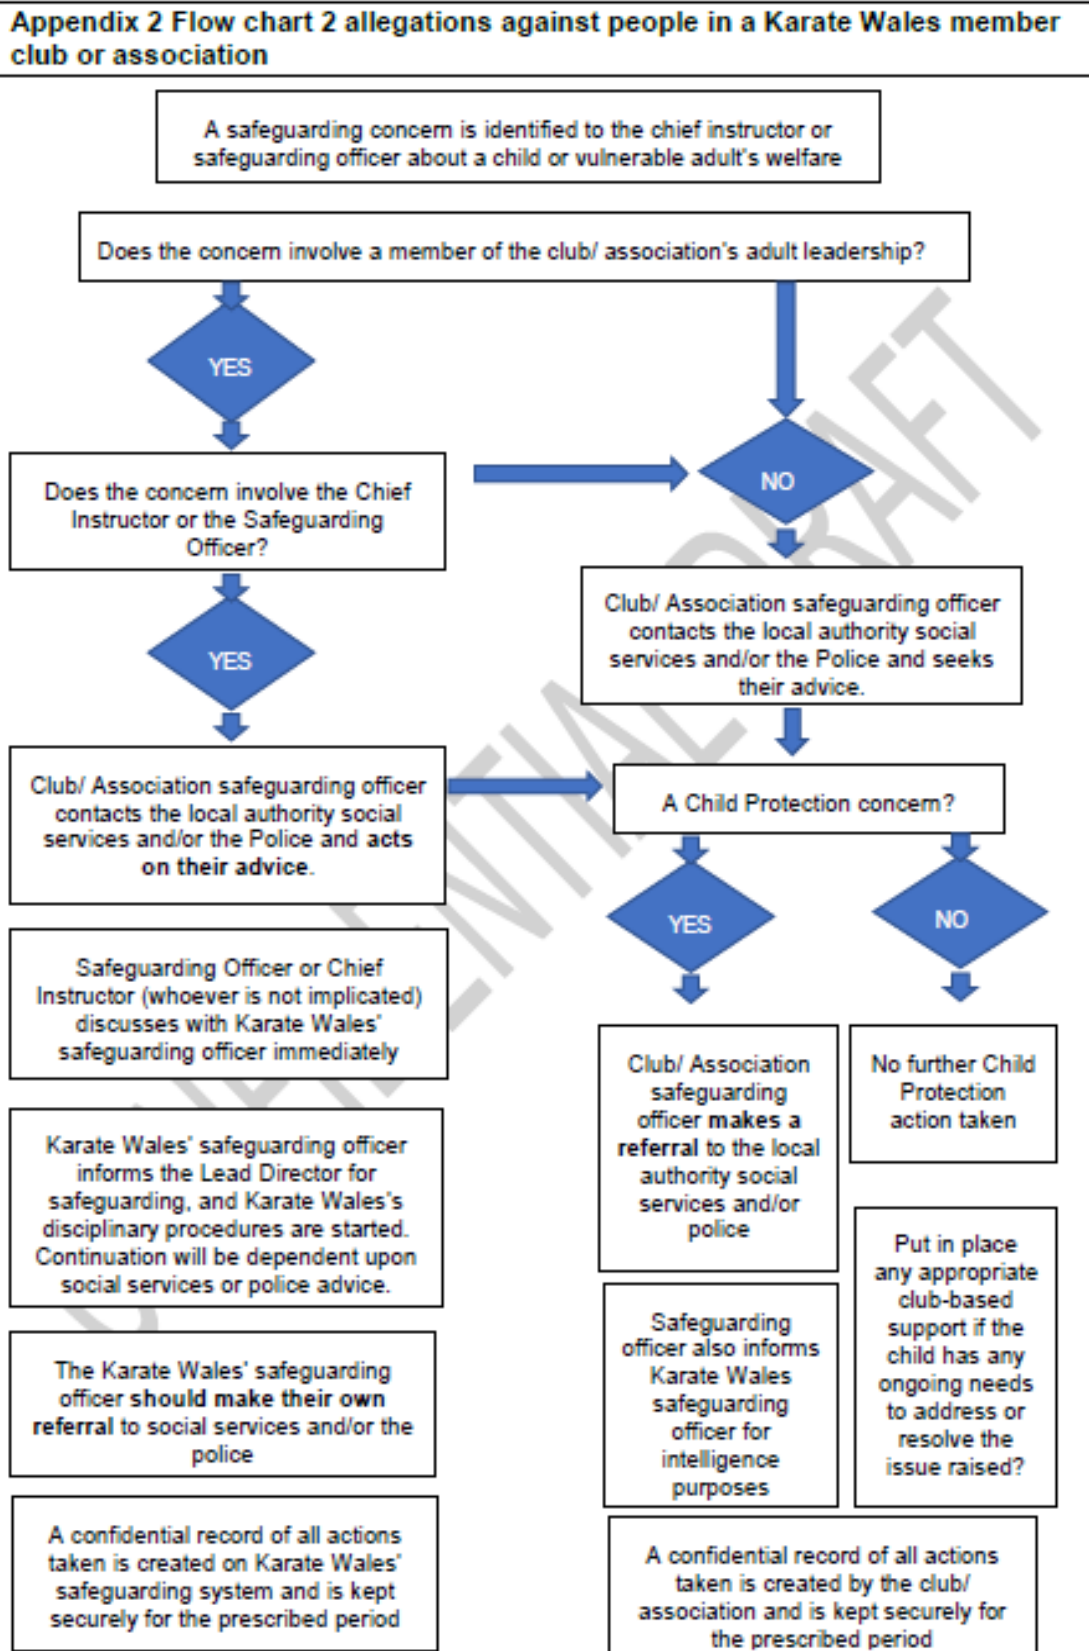 Appendix 2 Flow chart 2 allegations against people in a Karate Wales member
club or association
A safeguarding concern is identified to the chief instructor or
safeguarding officer about a child or vulnerable adult's welfare
Does the concern involve a member of the club/ association's adult leadership?
YES
Does the concern involve the Chief
Instructor or the Safeguarding
Officer?
NO
Club/ Association safeguarding officer
contacts the local authority social
services and/or the Police and seeks
their advice.
YES
Club/ Association safeguarding officer
contacts the local authority social
services and/or the Police and acts
on their advice.
A Child Protection concern?
YES
NO
Safeguarding Officer or Chief
Instructor (whoever is not implicated)
discusses with Karate Wales'
safeguarding officer immediately
Karate Wales' safeguarding officer
informs the Lead Director for
safeguarding, and Karate Wales's
disciplinary procedures are started.
Continuation will be dependent upon
social services or police advice.
The Karate Wales' safeguarding
officer should make their own
referral to social services and/or the
police
A confidential record of all actions
taken is created on Karate Wales'
safeguarding system and is kept
securely for the prescribed period
Club/ Association
safeguarding
officer makes a
referral to the local
authority social
services and/or
police
No further Child
Protection
action taken
Safeguarding
officer also informs
Karate Wales
safeguarding
officer for
intelligence
purposes
Put in place
any appropriate
club-based
support if the
child has any
ongoing needs
to address or
resolve the
issue raised?
A confidential record of all actions
taken is created by the club/
association and is kept securely for
the prescribed period
DRAFT